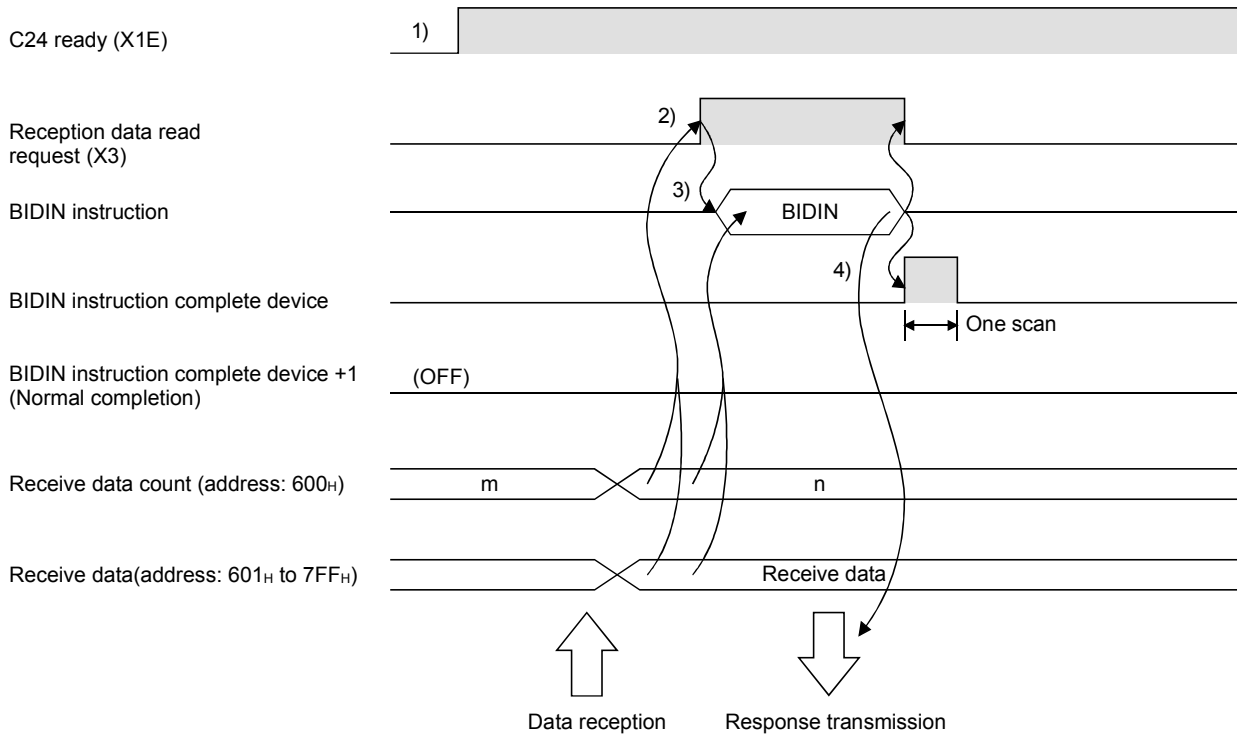 C24 ready (X1E)
1)
Reception data read
request (X3)
2)
BIDIN instruction
3)
BIDIN
4)
BIDIN instruction complete device
One scan
BIDIN instruction complete device +1
(Normal completion)
(OFF)
Receive data count (address: 600H)
m
n
Receive data(address: 601H to 7FFH)
Receive data
Data reception
Response transmission